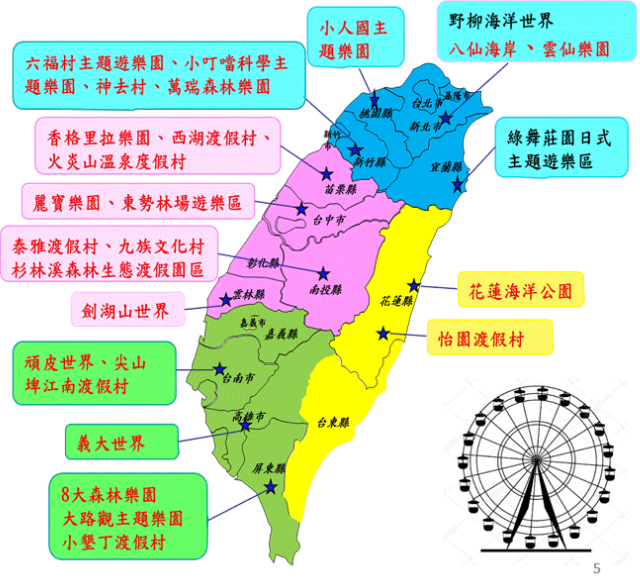 小人國主
題樂園
野柳海洋世界
八仙海岸、雲仙樂園
六福村主題遊樂園、小叮噹科學主
題樂園、神去村、萬瑞森林樂園
綠舞莊園日式
主題遊樂區
香格里拉樂園、西湖渡假村、
火炎山溫泉度假村
麗寶樂園、東勢林場遊樂區
泰雅渡假村、九族文化村
杉林溪森林生態渡假園區
劍湖山世界
花蓮海洋公園
怡園渡假村
頑皮世界、尖山
埤江南渡假村
義大世界
8大森林樂園
大路觀主題樂園
小墾丁渡假村
基隆市
台北市
新北市
桃園縣
新竹市
新竹縣
宜蘭縣
苗栗縣
台中市
彰化縣
南投縣
雲林縣
花蓮縣
嘉義市
嘉義縣
台南市
高雄市
台東縣
屏東縣
5